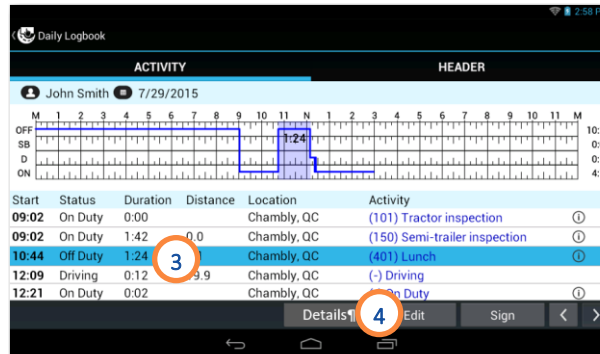 2:58 P
Daily Logbook
ACTIVITY HEADER
John Smith 7/29/2015
M 1 2 3 4 5 6 7 8 9 10 11 N 1 2 3 4 5 6 7 8 9 10 11 M
OFF 1:24 10:
SB 0:
D 0:
ON 4:
Start Status Duration Distance Location Activity
09:02 On Duty 0:00 Chambly, QC (101) Tractor inspection
09:02 On Duty 1:42 0.0 Chambly, QC (150) Semi-trailer inspection
10:44 Off Duty 1:24 3 Chambly, QC (401) Lunch
12:09 Driving 0:12 9.9 Chambly, QC (-) Driving
12:21 On Duty 0:02 Chambly, QC On Duty
Details¶ 4 Edit Sign